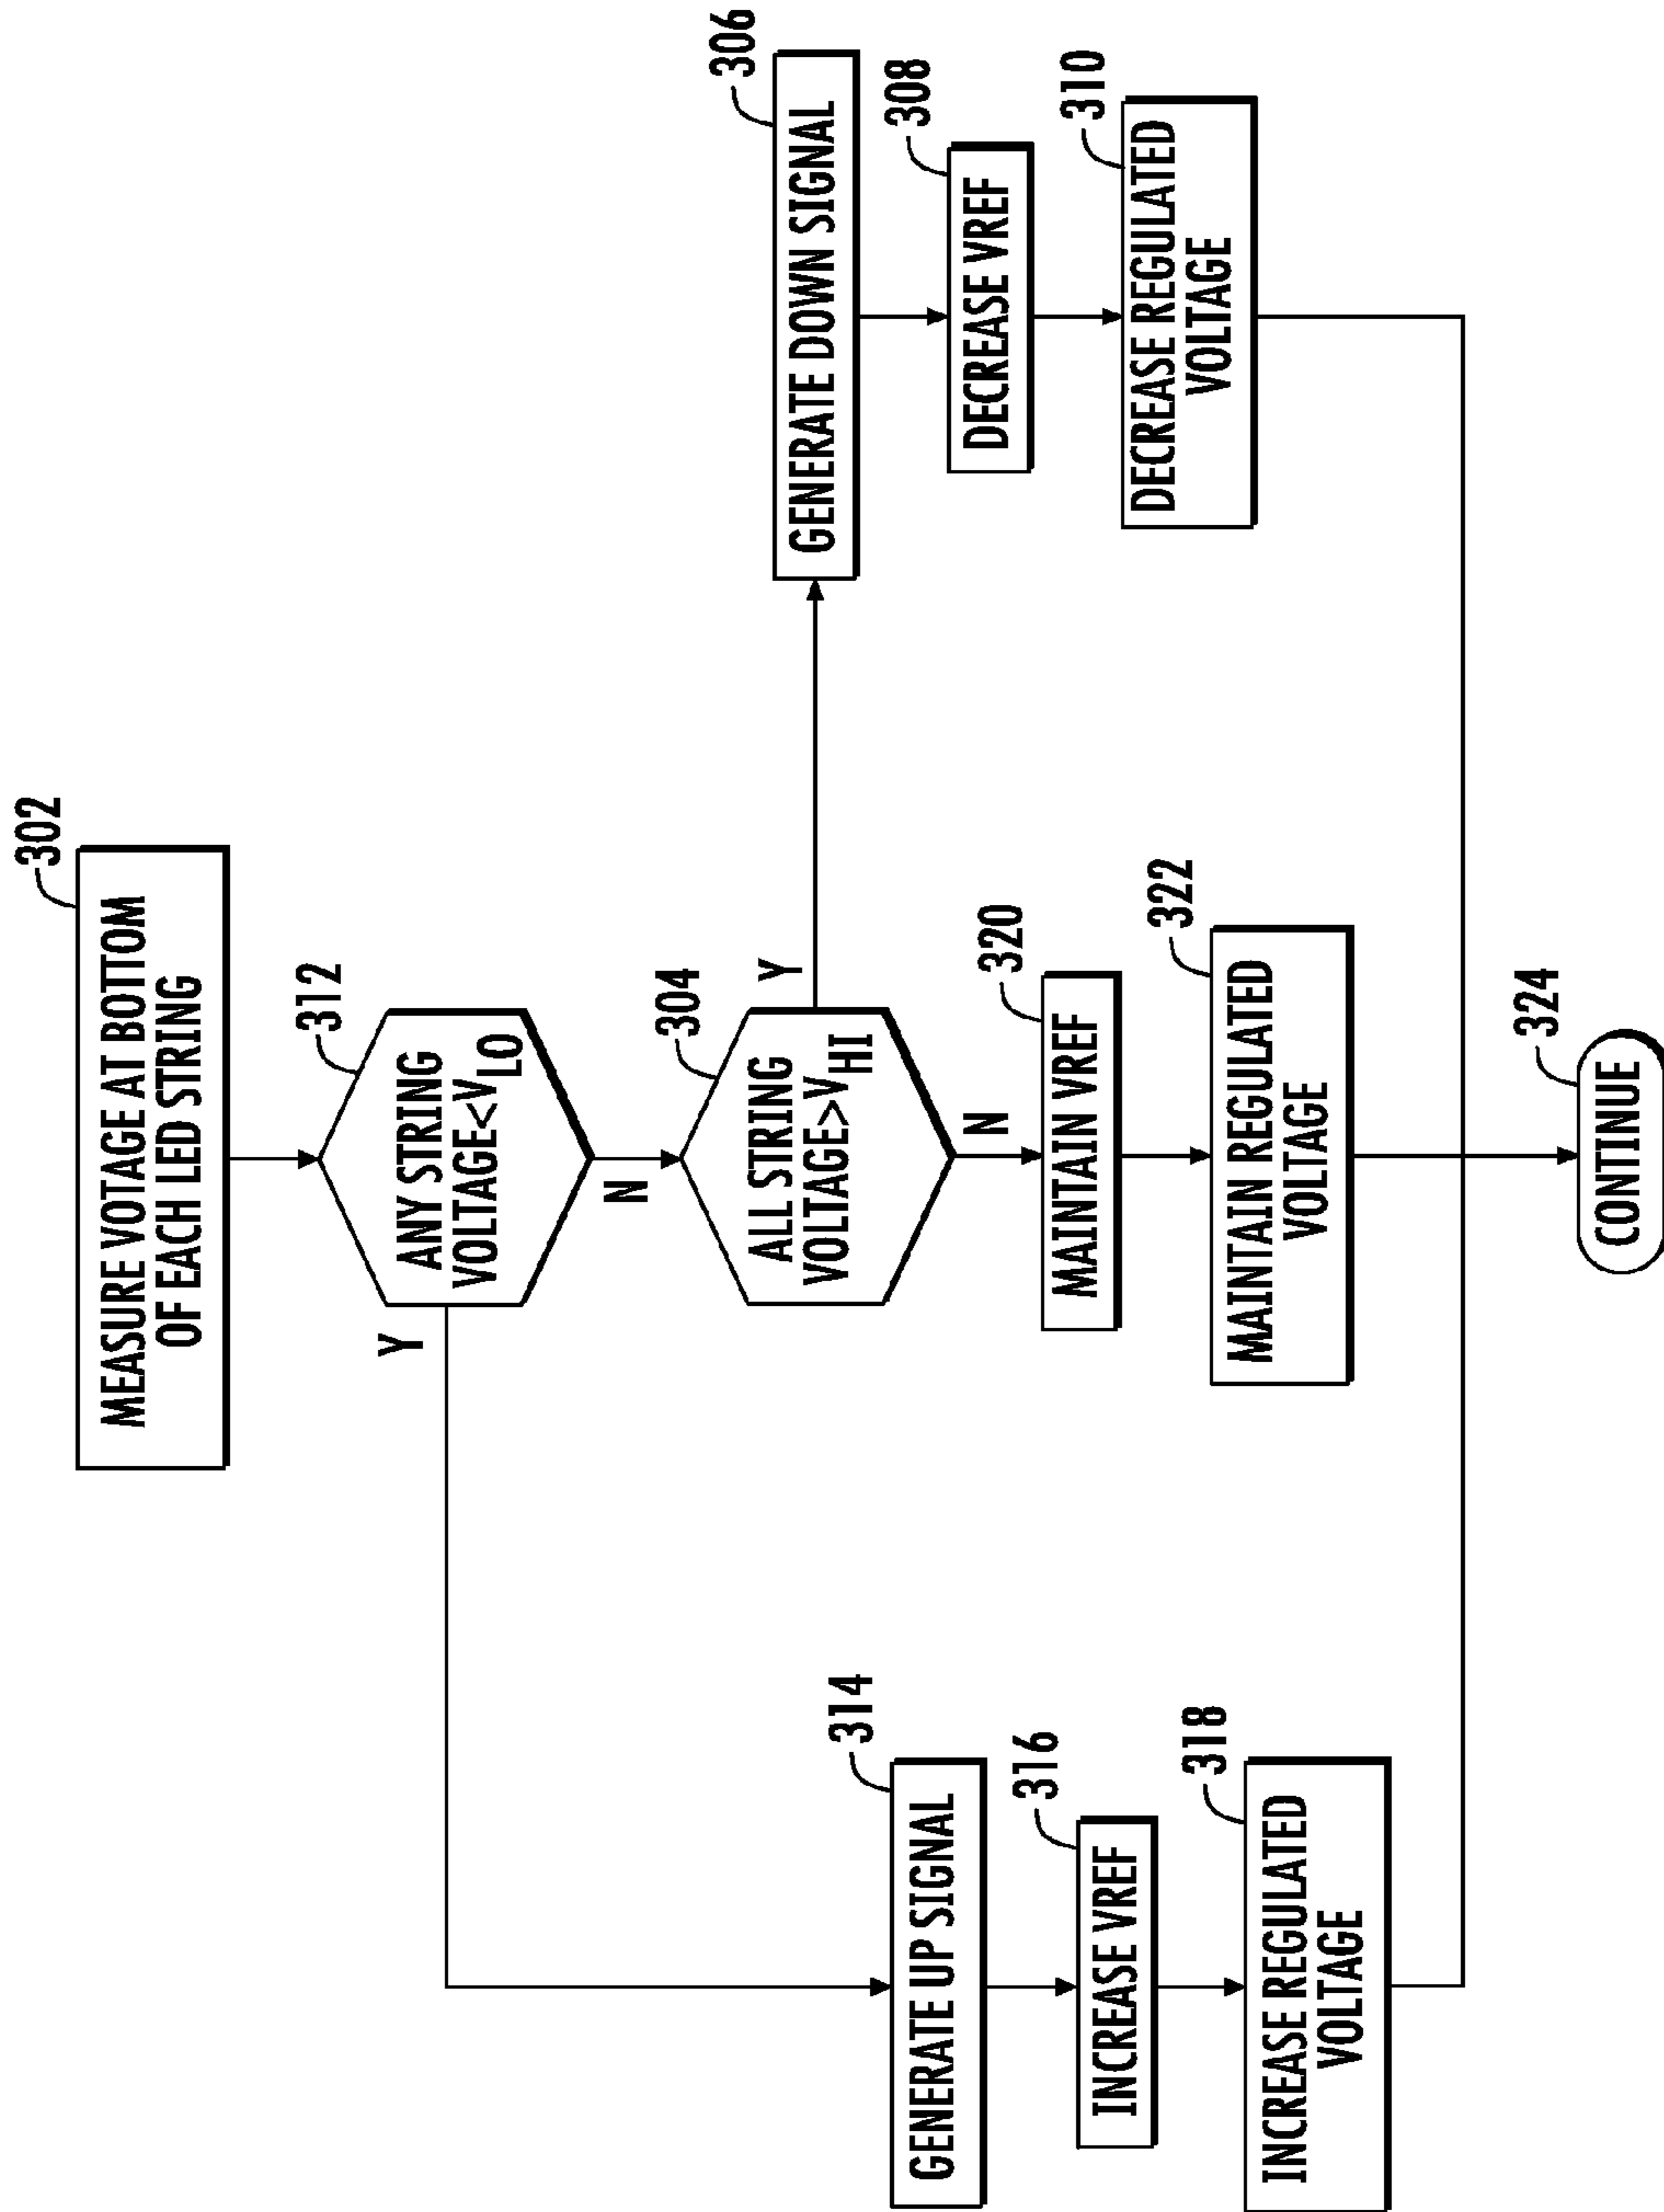 302
MEASURE VOTAGE AT BOTTOM
OF EACH LED STRING
312
ANY STRING
VOLTAGE<VLO
Y
N
304
ALL STRING
VOLTAGE>VHI
Y
N
306
GENERATE DOWN SIGNAL
308
DECREASE VREF
310
DECREASE REGULATED
VOLTAGE
314
GENERATE UP SIGNAL
316
INCREASE VREF
318
INCREASE REGULATED
VOLTAGE
320
MAINTAIN VREF
322
MAINTAIN REGULATED
VOLTAGE
324
CONTINUE